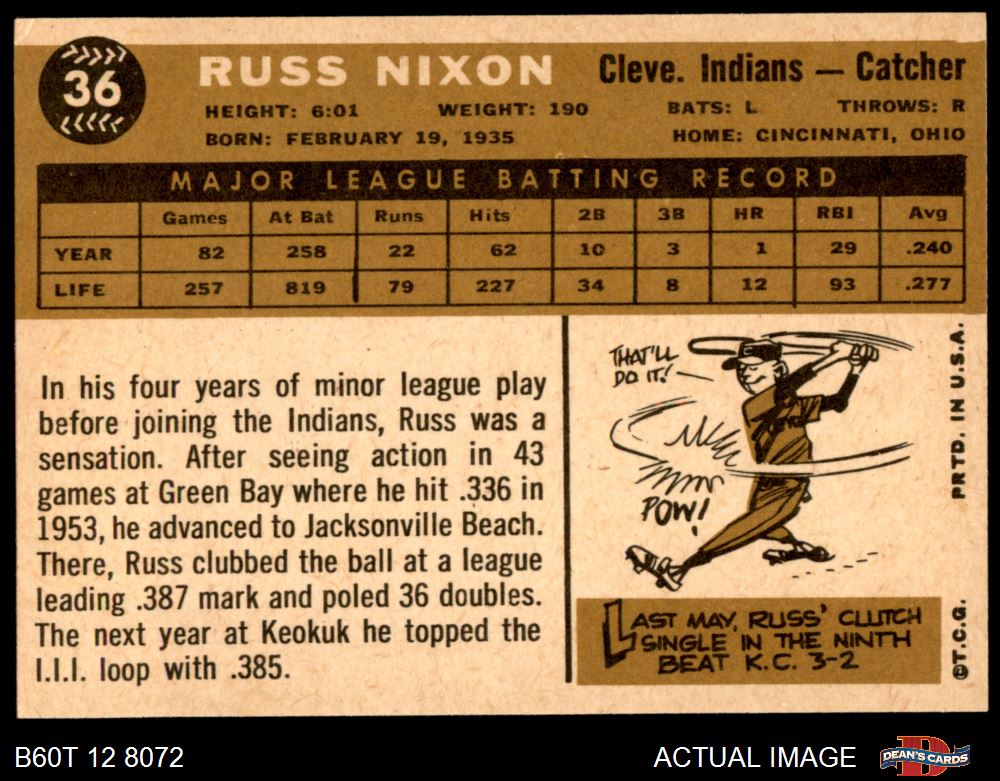 36
RUSS NIXON
Cleve. Indians — Catcher
HEIGHT: 6:01 WEIGHT: 190 BATS: L THROWS: R
BORN: FEBRUARY 19, 1935 HOME: CINCINNATI, OHIO
MAJOR LEAGUE BATTING RECORD
Games At Bat Runs Hits 2B 3B HR RBI Avg
YEAR 82 258 22 62 10 3 1 29 .240
LIFE 257 819 79 227 34 8 12 93 .277
In his four years of minor league play
before joining the Indians, Russ was a
sensation. After seeing action in 43
games at Green Bay where he hit .336 in
1953, he advanced to Jacksonville Beach.
There, Russ clubbed the ball at a league
leading .387 mark and poled 36 doubles.
The next year at Keokuk he topped the
I.I.I. loop with .385.
THAT'LL
DO IT!
POW!
LAST MAY, RUSS' CLUTCH
SINGLE IN THE NINTH
BEAT K.C. 3-2
PRTD. IN U.S.A.
©T.C.G.
B60T 12 8072
ACTUAL IMAGE
DEAN'S CARDS